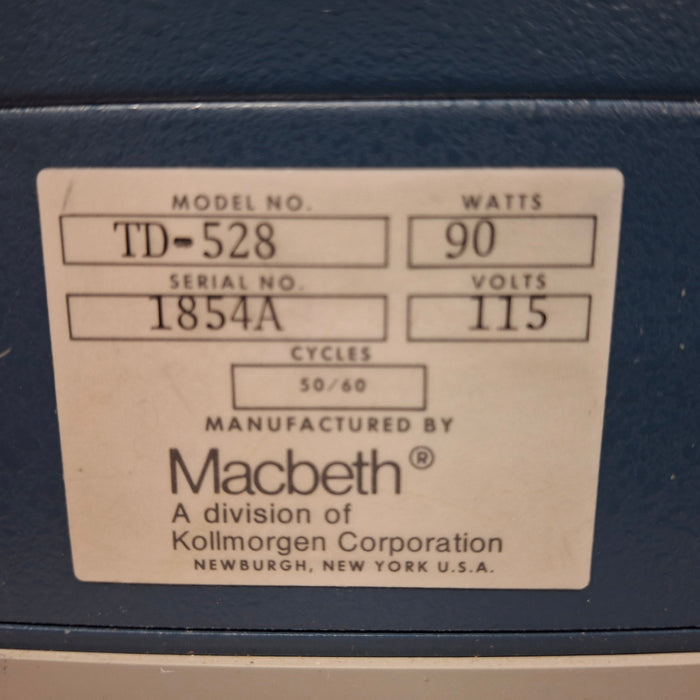 MODEL NO. WATTS
TD-528 90
SERIAL NO. VOLTS
1854A 115
CYCLES
50/60
MANUFACTURED BY
Macbeth®
A division of
Kollmorgen Corporation
NEWBURGH, NEW YORK U.S.A.